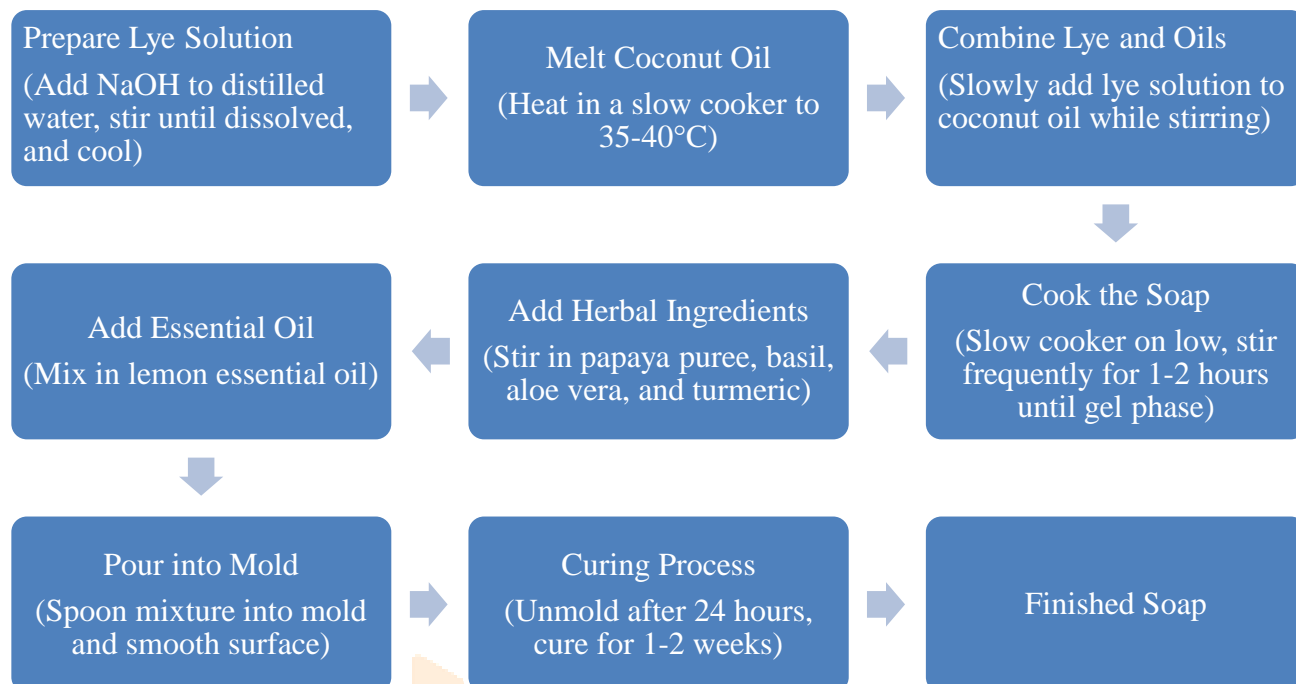 Prepare Lye Solution
(Add NaOH to distilled
water, stir until dissolved,
and cool)
Melt Coconut Oil
(Heat in a slow cooker to
35-40°C)
Combine Lye and Oils
(Slowly add lye solution to
coconut oil while stirring)
Cook the Soap
(Slow cooker on low, stir
frequently for 1-2 hours
until gel phase)
Add Herbal Ingredients
(Stir in papaya puree, basil,
aloe vera, and turmeric)
Add Essential Oil
(Mix in lemon essential oil)
Pour into Mold
(Spoon mixture into mold
and smooth surface)
Curing Process
(Unmold after 24 hours,
cure for 1-2 weeks)
Finished Soap